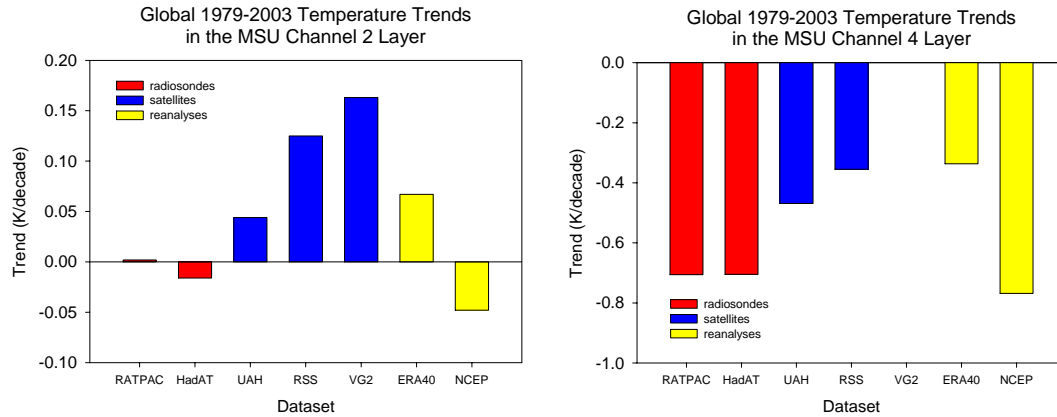 Global 1979-2003 Temperature Trends
in the MSU Channel 2 Layer
Trend (K/decade)
0.20
0.15
0.10
0.05
0.00
-0.05
-0.10
radiosondes
satellites
reanalyses
RATPAC HadAT UAH RSS VG2 ERA40 NCEP
Dataset
Global 1979-2003 Temperature Trends
in the MSU Channel 4 Layer
Trend (K/decade)
0.0
-0.2
-0.4
-0.6
-0.8
-1.0
radiosondes
satellites
reanalyses
RATPAC HadAT UAH RSS VG2 ERA40 NCEP
Dataset